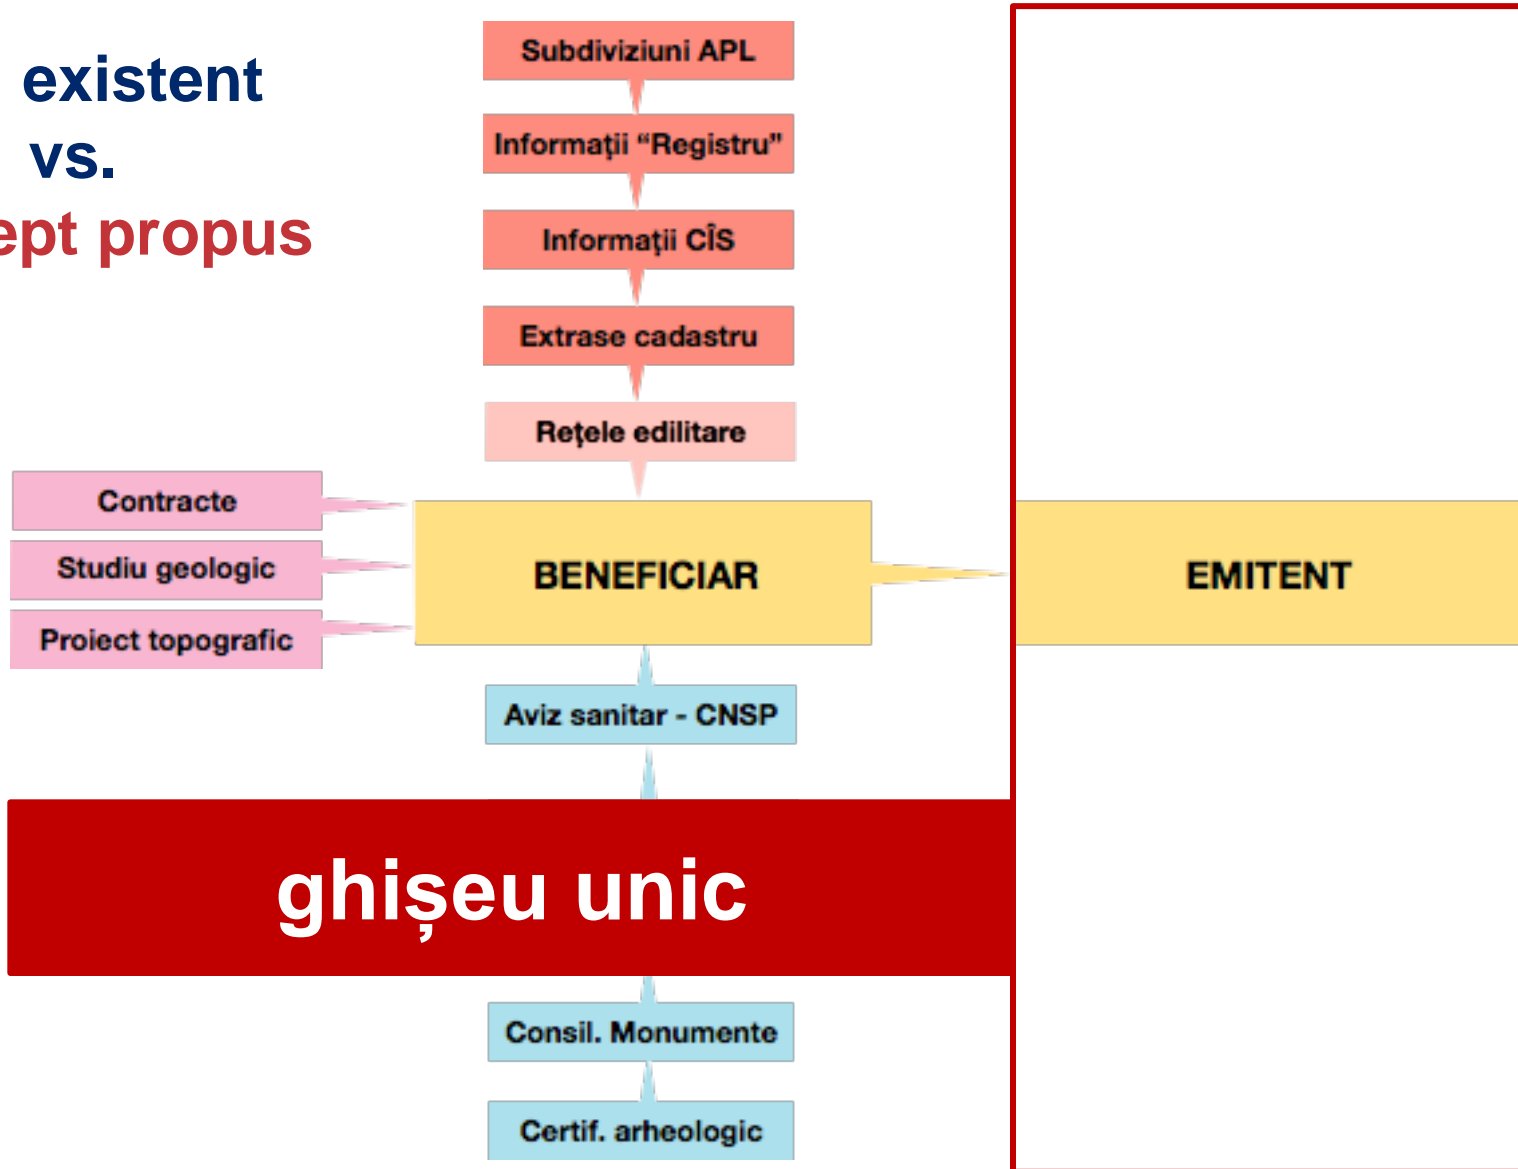 existent
vs.
ept propus
Subdiviziuni APL
Informații “Registru”
Informații CÎS
Extrase cadastru
Rețele edilitare
Contracte
Studiu geologic
Proiect topografic
BENEFICIAR
EMITENT
Aviz sanitar - CNSP
ghișeu unic
Consil. Monumente
Certif. arheologic